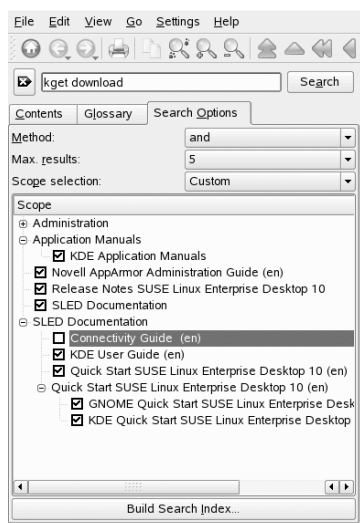 File Edit View Go Settings Help
kget download Search
Contents Glossary Search Options
Method: and
Max. results: 5
Scope selection: Custom
Scope
Administration
Application Manuals
KDE Application Manuals
Novell AppArmor Administration Guide (en)
Release Notes SUSE Linux Enterprise Desktop 10
SLED Documentation
SLED Documentation
Connectivity Guide (en)
KDE User Guide (en)
Quick Start SUSE Linux Enterprise Desktop 10 (en)
Quick Start SUSE Linux Enterprise Desktop 10 (en)
GNOME Quick Start SUSE Linux Enterprise Desk
KDE Quick Start SUSE Linux Enterprise Desktop
Build Search Index...